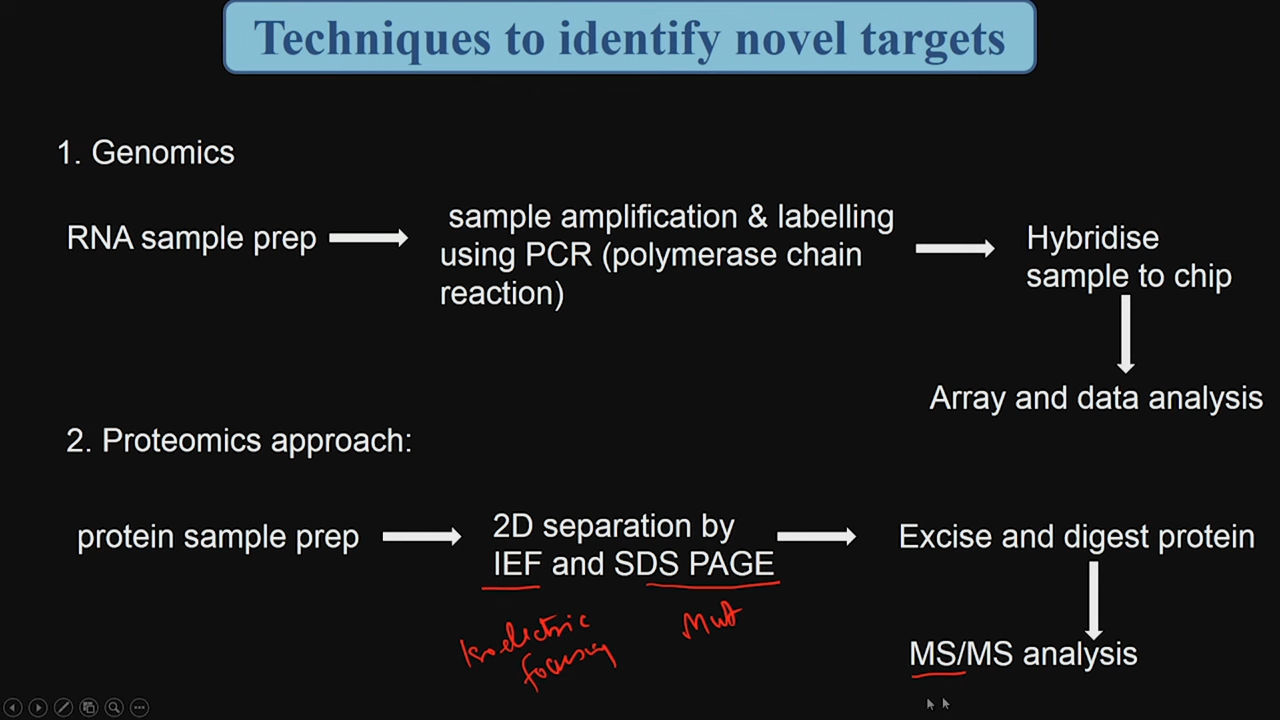 Techniques to identify novel targets
1. Genomics
RNA sample prep
sample amplification & labelling
using PCR (polymerase chain
reaction)
Hybridise
sample to chip
Array and data analysis
2. Proteomics approach:
protein sample prep
2D separation by
IEF and SDS PAGE
Isoelectric
focusing
Excise and digest protein
MS/MS analysis